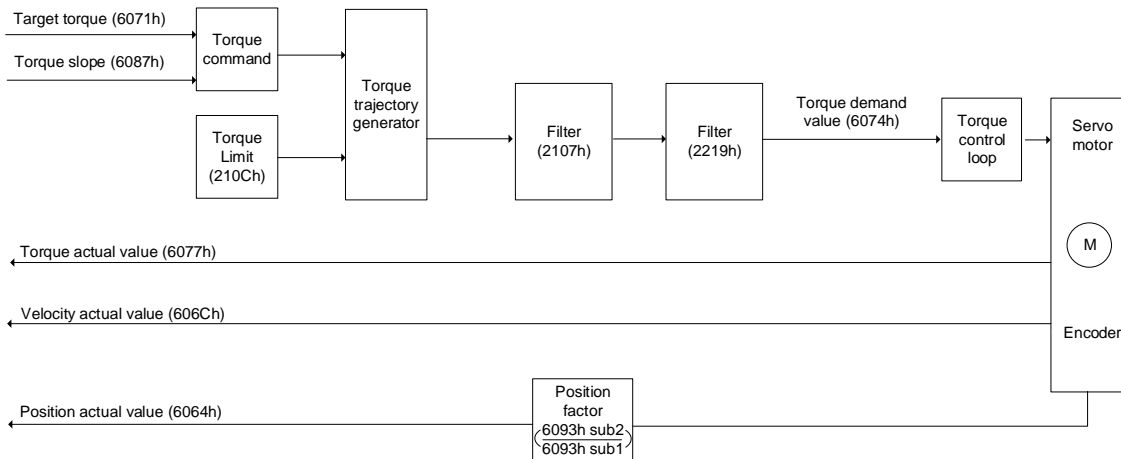 Target torque (6071h)
Torque slope (6087h)
Torque
command
Torque
Limit
(210Ch)
Torque
trajectory
generator
Filter
(2107h)
Filter
(2219h)
Torque demand
value (6074h)
Torque
control
loop
Servo
motor
M
Encoder
Torque actual value (6077h)
Velocity actual value (606Ch)
Position actual value (6064h)
Position
factor
(6093h sub2
6093h sub1)